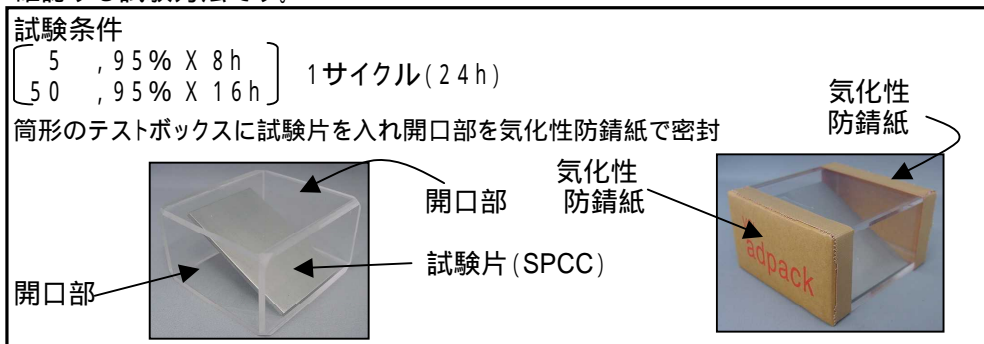 試験条件
5 ,95% X 8h
50 ,95% X 16h
1サイクル(24h)
筒形のテストボックスに試験片を入れ開口部を気化性防錆紙で密封
開口部
試験片(SPCC)
開口部
気化性
防錆紙
気化性
防錆紙
adpack